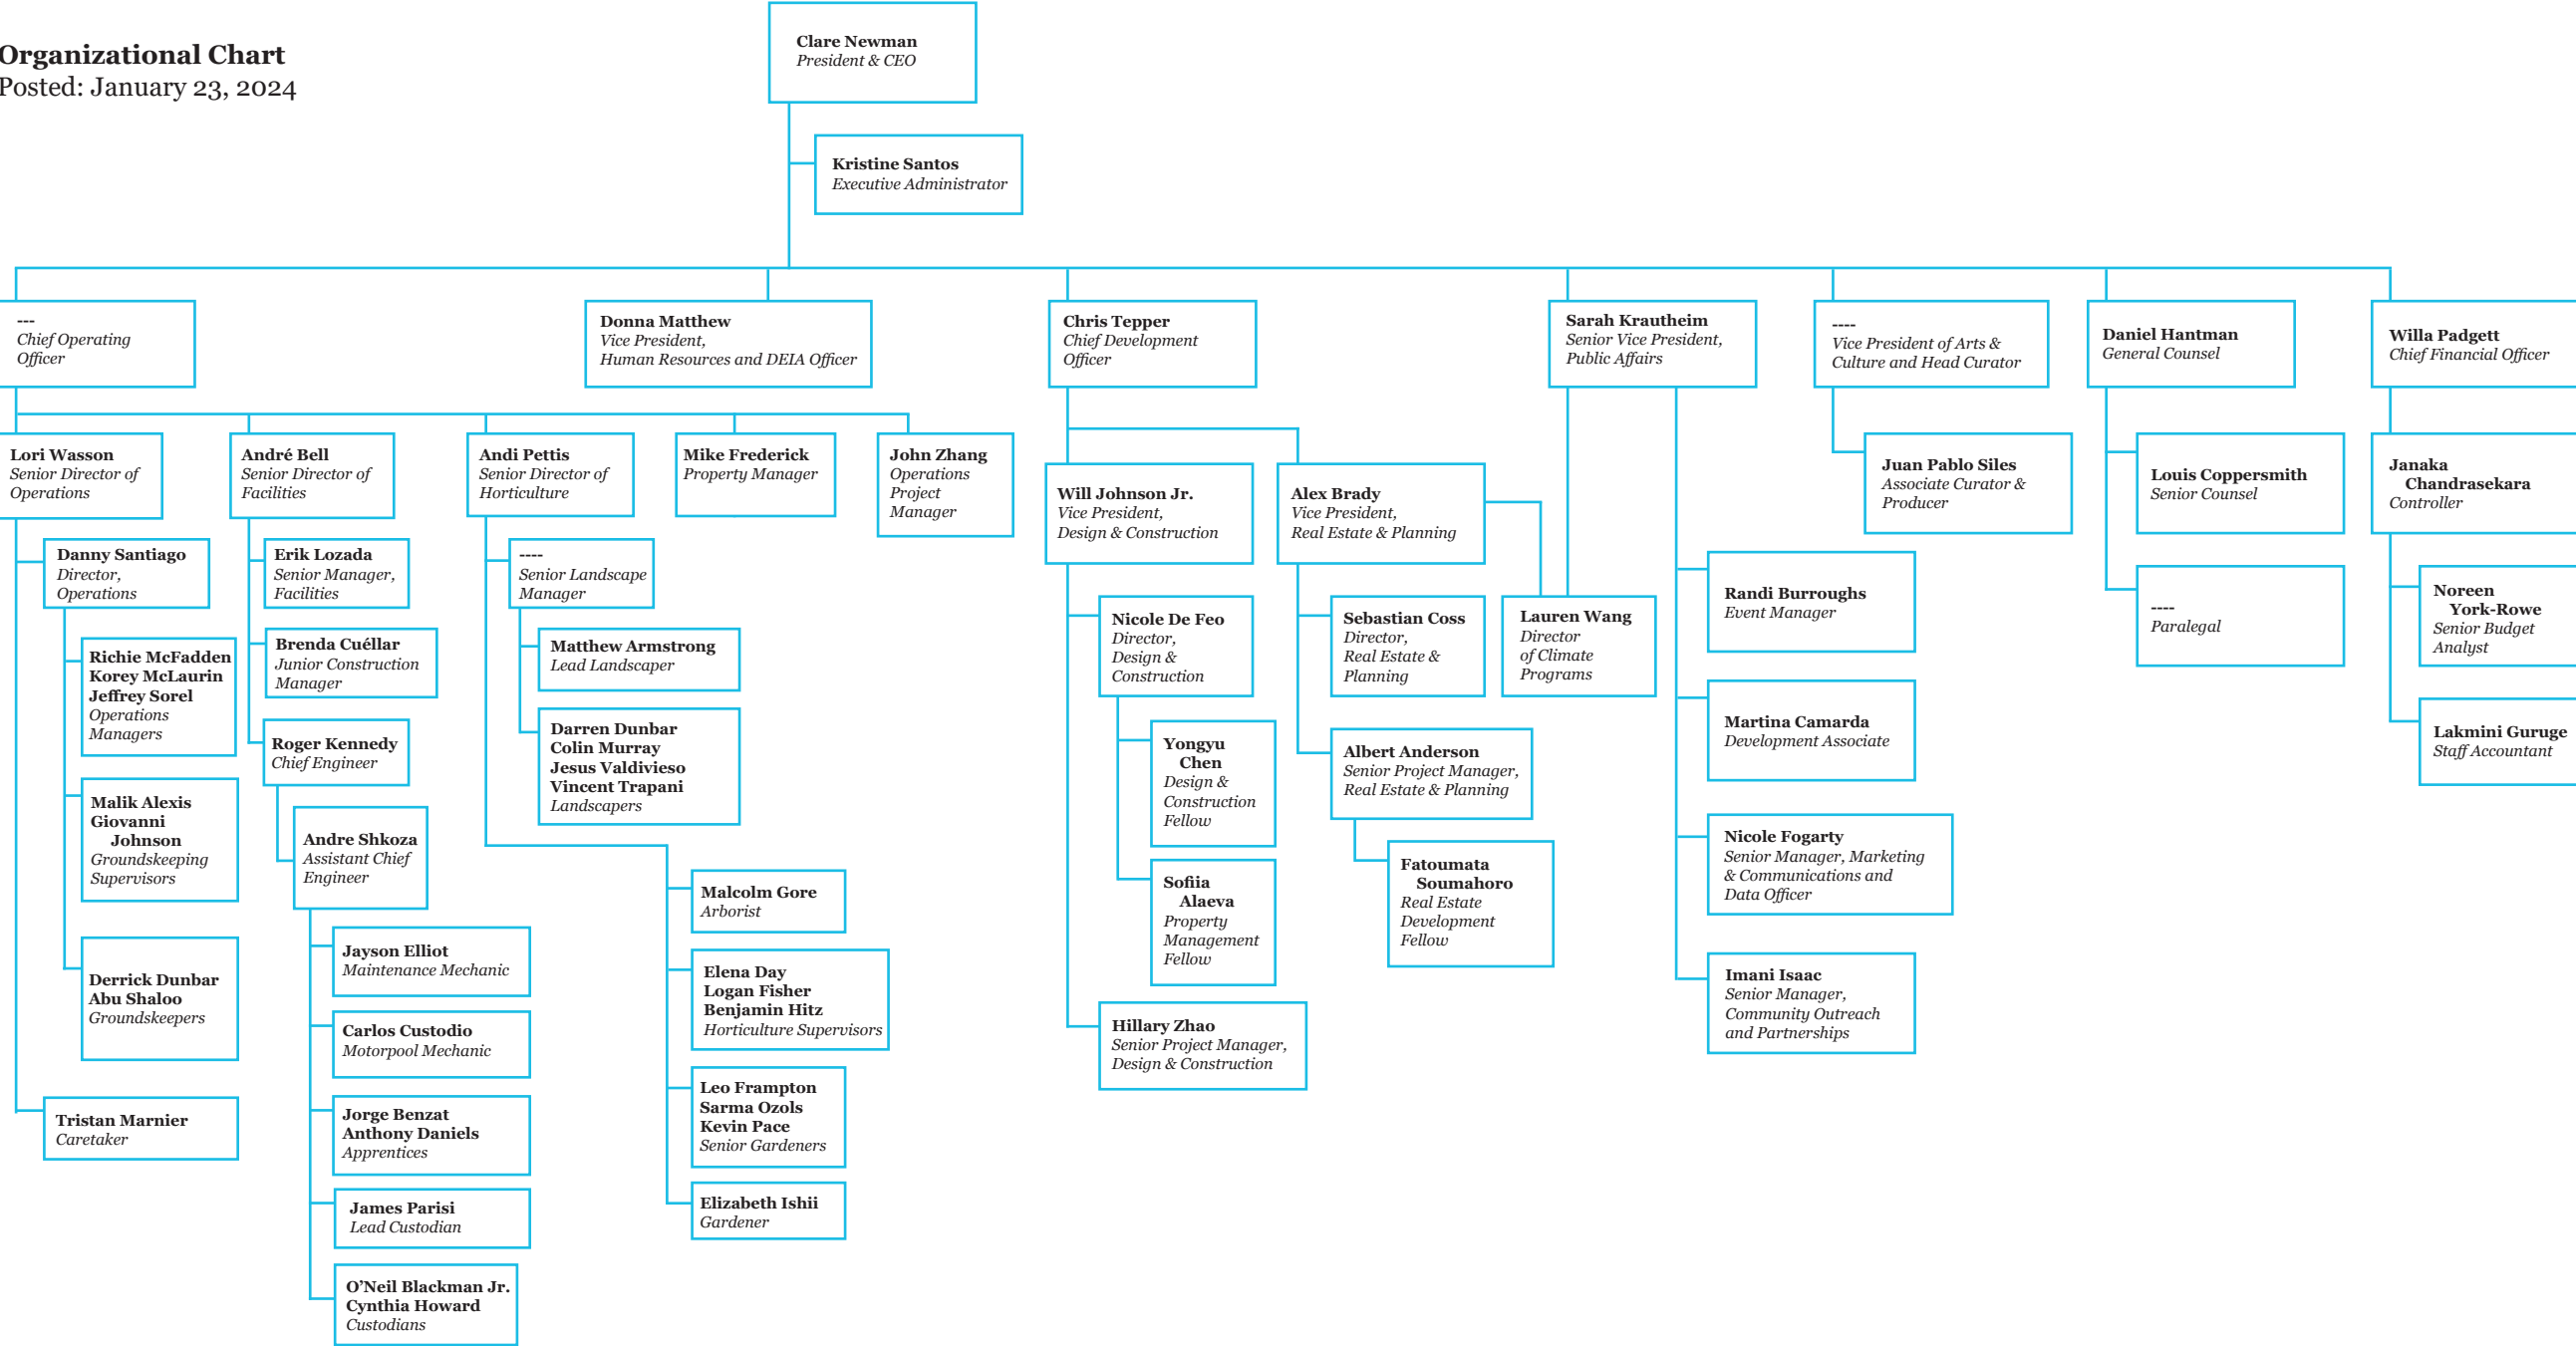 Organizational Chart
Posted: January 23, 2024
Clare Newman
President & CEO
Kristine Santos
Executive Administrator
---
Chief Operating
Officer
Donna Matthew
Vice President,
Human Resources and DEIA Officer
Chris Tepper
Chief Development
Officer
Sarah Krautheim
Senior Vice President,
Public Affairs
----
Vice President of Arts &
Culture and Head Curator
Daniel Hantman
General Counsel
Willa Padgett
Chief Financial Officer
Lori Wasson
Senior Director of
Operations
André Bell
Senior Director of
Facilities
Andi Pettis
Senior Director of
Horticulture
Mike Frederick
Property Manager
John Zhang
Operations
Project
Manager
Will Johnson Jr.
Vice President,
Design & Construction
Alex Brady
Vice President,
Real Estate & Planning
Juan Pablo Siles
Associate Curator &
Producer
Louis Coppersmith
Senior Counsel
Janaka
Chandrasekara
Controller
Danny Santiago
Director,
Operations
Richie McFadden
Korey McLaurin
Jeffrey Sorel
Operations
Managers
Malik Alexis
Giovanni
Johnson
Groundskeeping
Supervisors
Derrick Dunbar
Abu Shaloo
Groundskeepers
Tristan Marnier
Caretaker
Erik Lozada
Senior Manager,
Facilities
Brenda Cuéllar
Junior Construction
Manager
Roger Kennedy
Chief Engineer
Andre Shkoza
Assistant Chief
Engineer
Jayson Elliot
Maintenance Mechanic
Carlos Custodio
Motorpool Mechanic
Jorge Benzat
Anthony Daniels
Apprentices
James Parisi
Lead Custodian
O’Neil Blackman Jr.
Cynthia Howard
Custodians
----
Senior Landscape
Manager
Matthew Armstrong
Lead Landscaper
Darren Dunbar
Colin Murray
Jesus Valdivieso
Vincent Trapani
Landscapers
Malcolm Gore
Arborist
Elena Day
Logan Fisher
Benjamin Hitz
Horticulture Supervisors
Leo Frampton
Sarma Ozols
Kevin Pace
Senior Gardeners
Elizabeth Ishii
Gardener
Nicole De Feo
Director,
Design &
Construction
Yongyu
Chen
Design &
Construction
Fellow
Sofiia
Alaeva
Property
Management
Fellow
Hillary Zhao
Senior Project Manager,
Design & Construction
Sebastian Coss
Director,
Real Estate &
Planning
Albert Anderson
Senior Project Manager,
Real Estate & Planning
Fatoumata
Soumahoro
Real Estate
Development
Fellow
Lauren Wang
Director
of Climate
Programs
Randi Burroughs
Event Manager
Martina Camarda
Development Associate
Nicole Fogarty
Senior Manager, Marketing
& Communications and
Data Officer
Imani Isaac
Senior Manager,
Community Outreach
and Partnerships
----
Paralegal
Noreen
York-Rowe
Senior Budget
Analyst
Lakmini Guruge
Staff Accountant